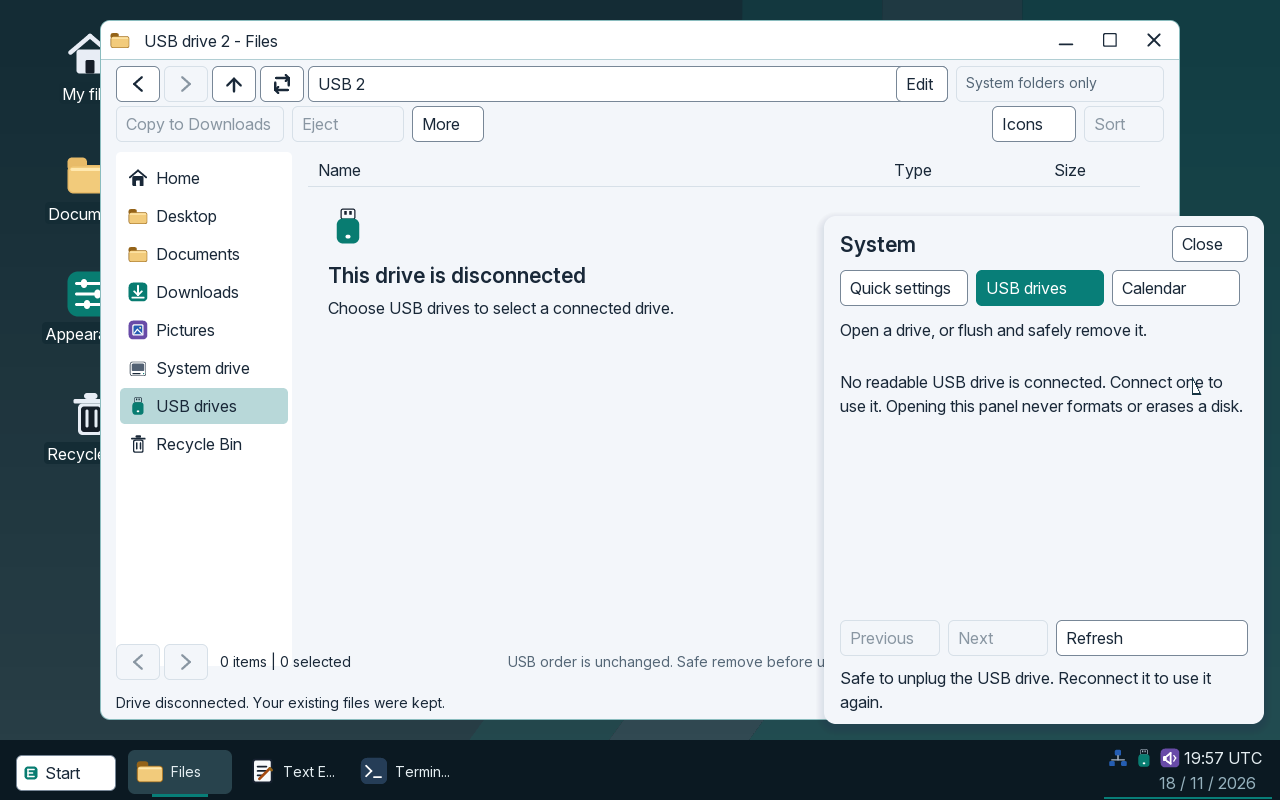 USB drive 2 - Files
USB 2
Edit
System folders only
Copy to Downloads
Eject
More
Icons
Sort
Home
Desktop
Documents
Downloads
Pictures
System drive
USB drives
Recycle Bin
Name
Type
Size
This drive is disconnected
Choose USB drives to select a connected drive.
0 items | 0 selected
USB order is unchanged. Safe remove before
Drive disconnected. Your existing files were kept.
System
Close
Quick settings
USB drives
Calendar
Open a drive, or flush and safely remove it.
No readable USB drive is connected. Connect one to
use it. Opening this panel never formats or erases a disk.
Previous
Next
Refresh
Safe to unplug the USB drive. Reconnect it to use it
again.
My fil
Docum
Appeara
Recycle
Start
Files
Text E...
Termin...
19:57 UTC
18 / 11 / 2026